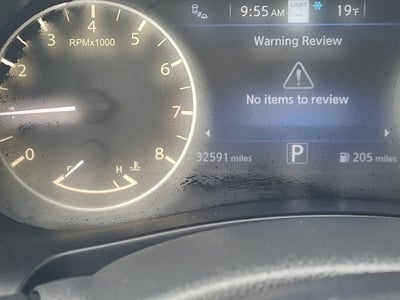 9:55 AM LIMIT -- 19°F
Warning Review
No items to review
32591 miles P 205 miles
RPMx1000
0
2
3
4
5
6
7
8
C H